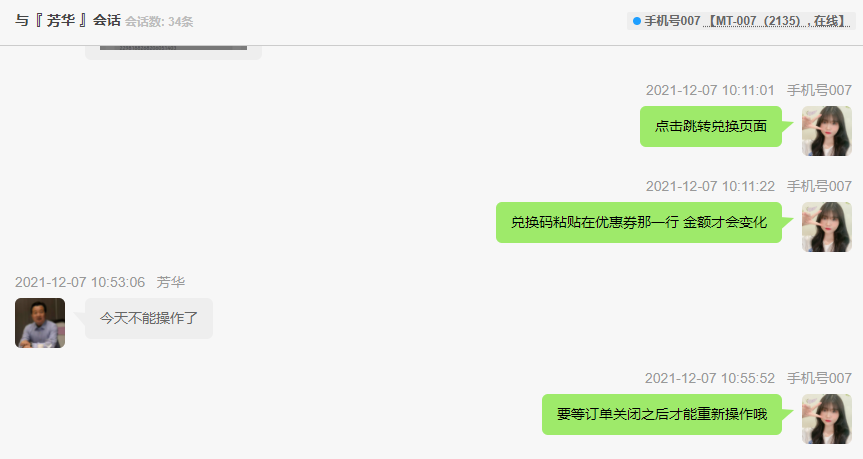 与『 芳华 』会话 会话数: 34条
手机号007 【MT-007（2135）, 在线】
2021-12-07 10:11:01 手机号007
点击跳转兑换页面
2021-12-07 10:11:22 手机号007
兑换码粘贴在优惠券那一行 金额才会变化
2021-12-07 10:53:06 芳华
今天不能操作了
2021-12-07 10:55:52 手机号007
要等订单关闭之后才能重新操作哦